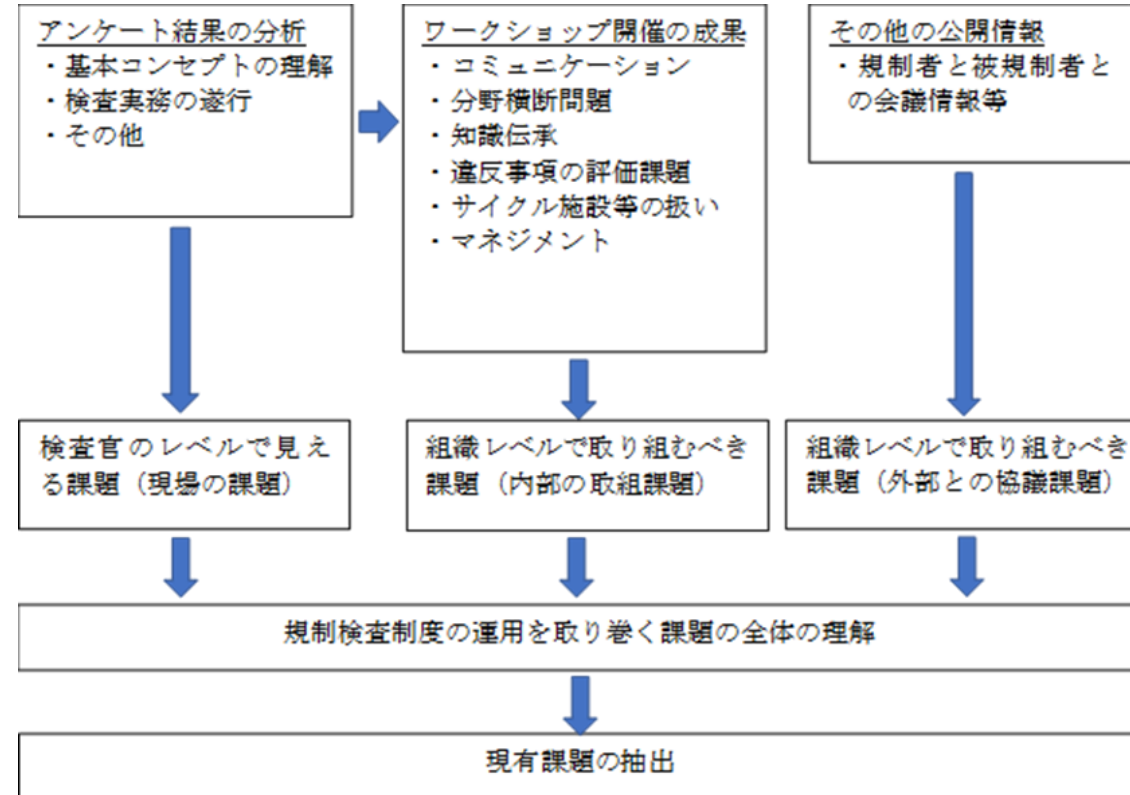 アンケート結果の分析
・基本コンセプトの理解
・検査実務の遂行
・その他
ワークショップ開催の成果
・コミュニケーション
・分野横断問題
・知識伝承
・違反事項の評価課題
・サイクル施設等の扱い
・マネジメント
その他の公開情報
・規制者と被規制者と
の会議情報等
検査官のレベルで見え
る課題（現場の課題）
組織レベルで取り組むべき
課題（内部の取組課題）
組織レベルで取り組むべき
課題（外部との協議課題）
規制検査制度の運用を取り巻く課題の全体の理解
現有課題の抽出